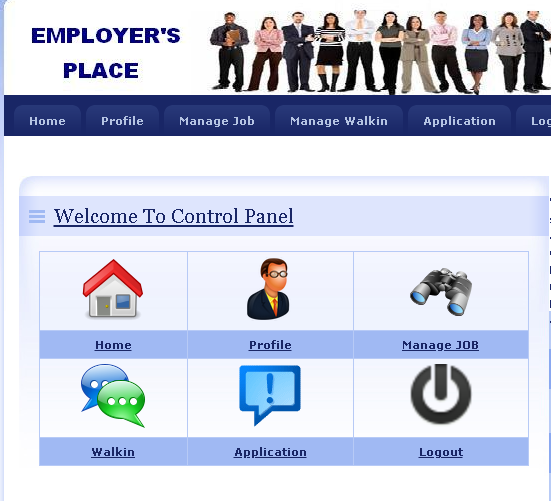 EMPLOYER'S
PLACE
Home Profile Manage Job Manage Walkin Application
Welcome To Control Panel
Home Profile Manage JOB
Walkin Application Logout